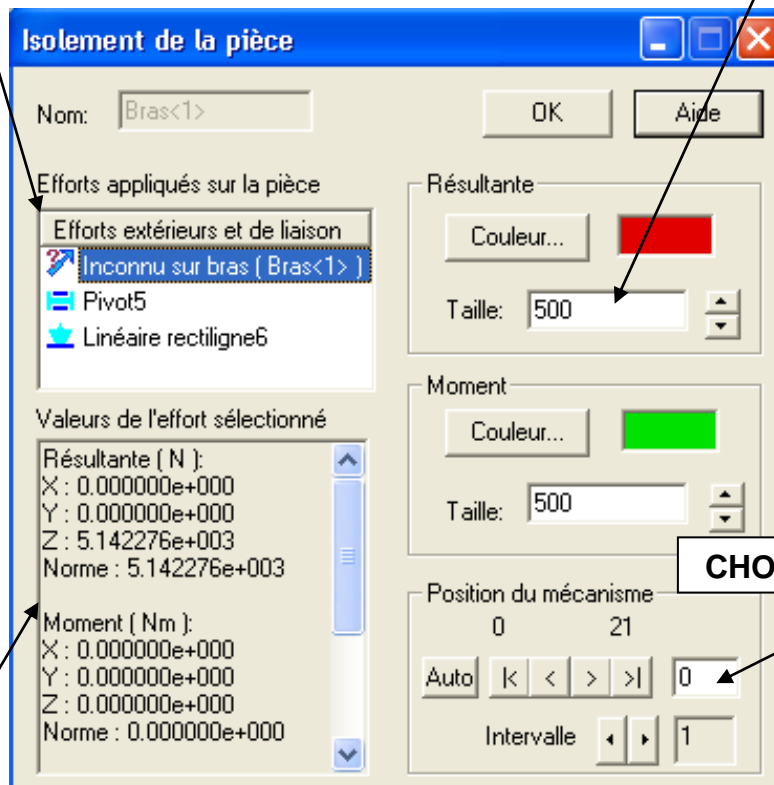 Isolement de la pièce
Nom: Bras<1>
OK
Aide
Efforts appliqués sur la pièce
Efforts extérieurs et de liaison
Inconnu sur bras ( Bras<1> )
Pivot5
Linéaire rectiligne6
Valeurs de l'effort sélectionné
Résultante ( N ):
X : 0.000000e+000
Y : 0.000000e+000
Z : 5.142276e+003
Norme : 5.142276e+003
Moment ( Nm ):
X : 0.000000e+000
Y : 0.000000e+000
Z : 0.000000e+000
Norme : 0.000000e+000
Résultante
Couleur...
Taille: 500
Moment
Couleur...
Taille: 500
CHO
Position du mécanisme
0 21
Auto |< < > >| 0
Intervalle 1